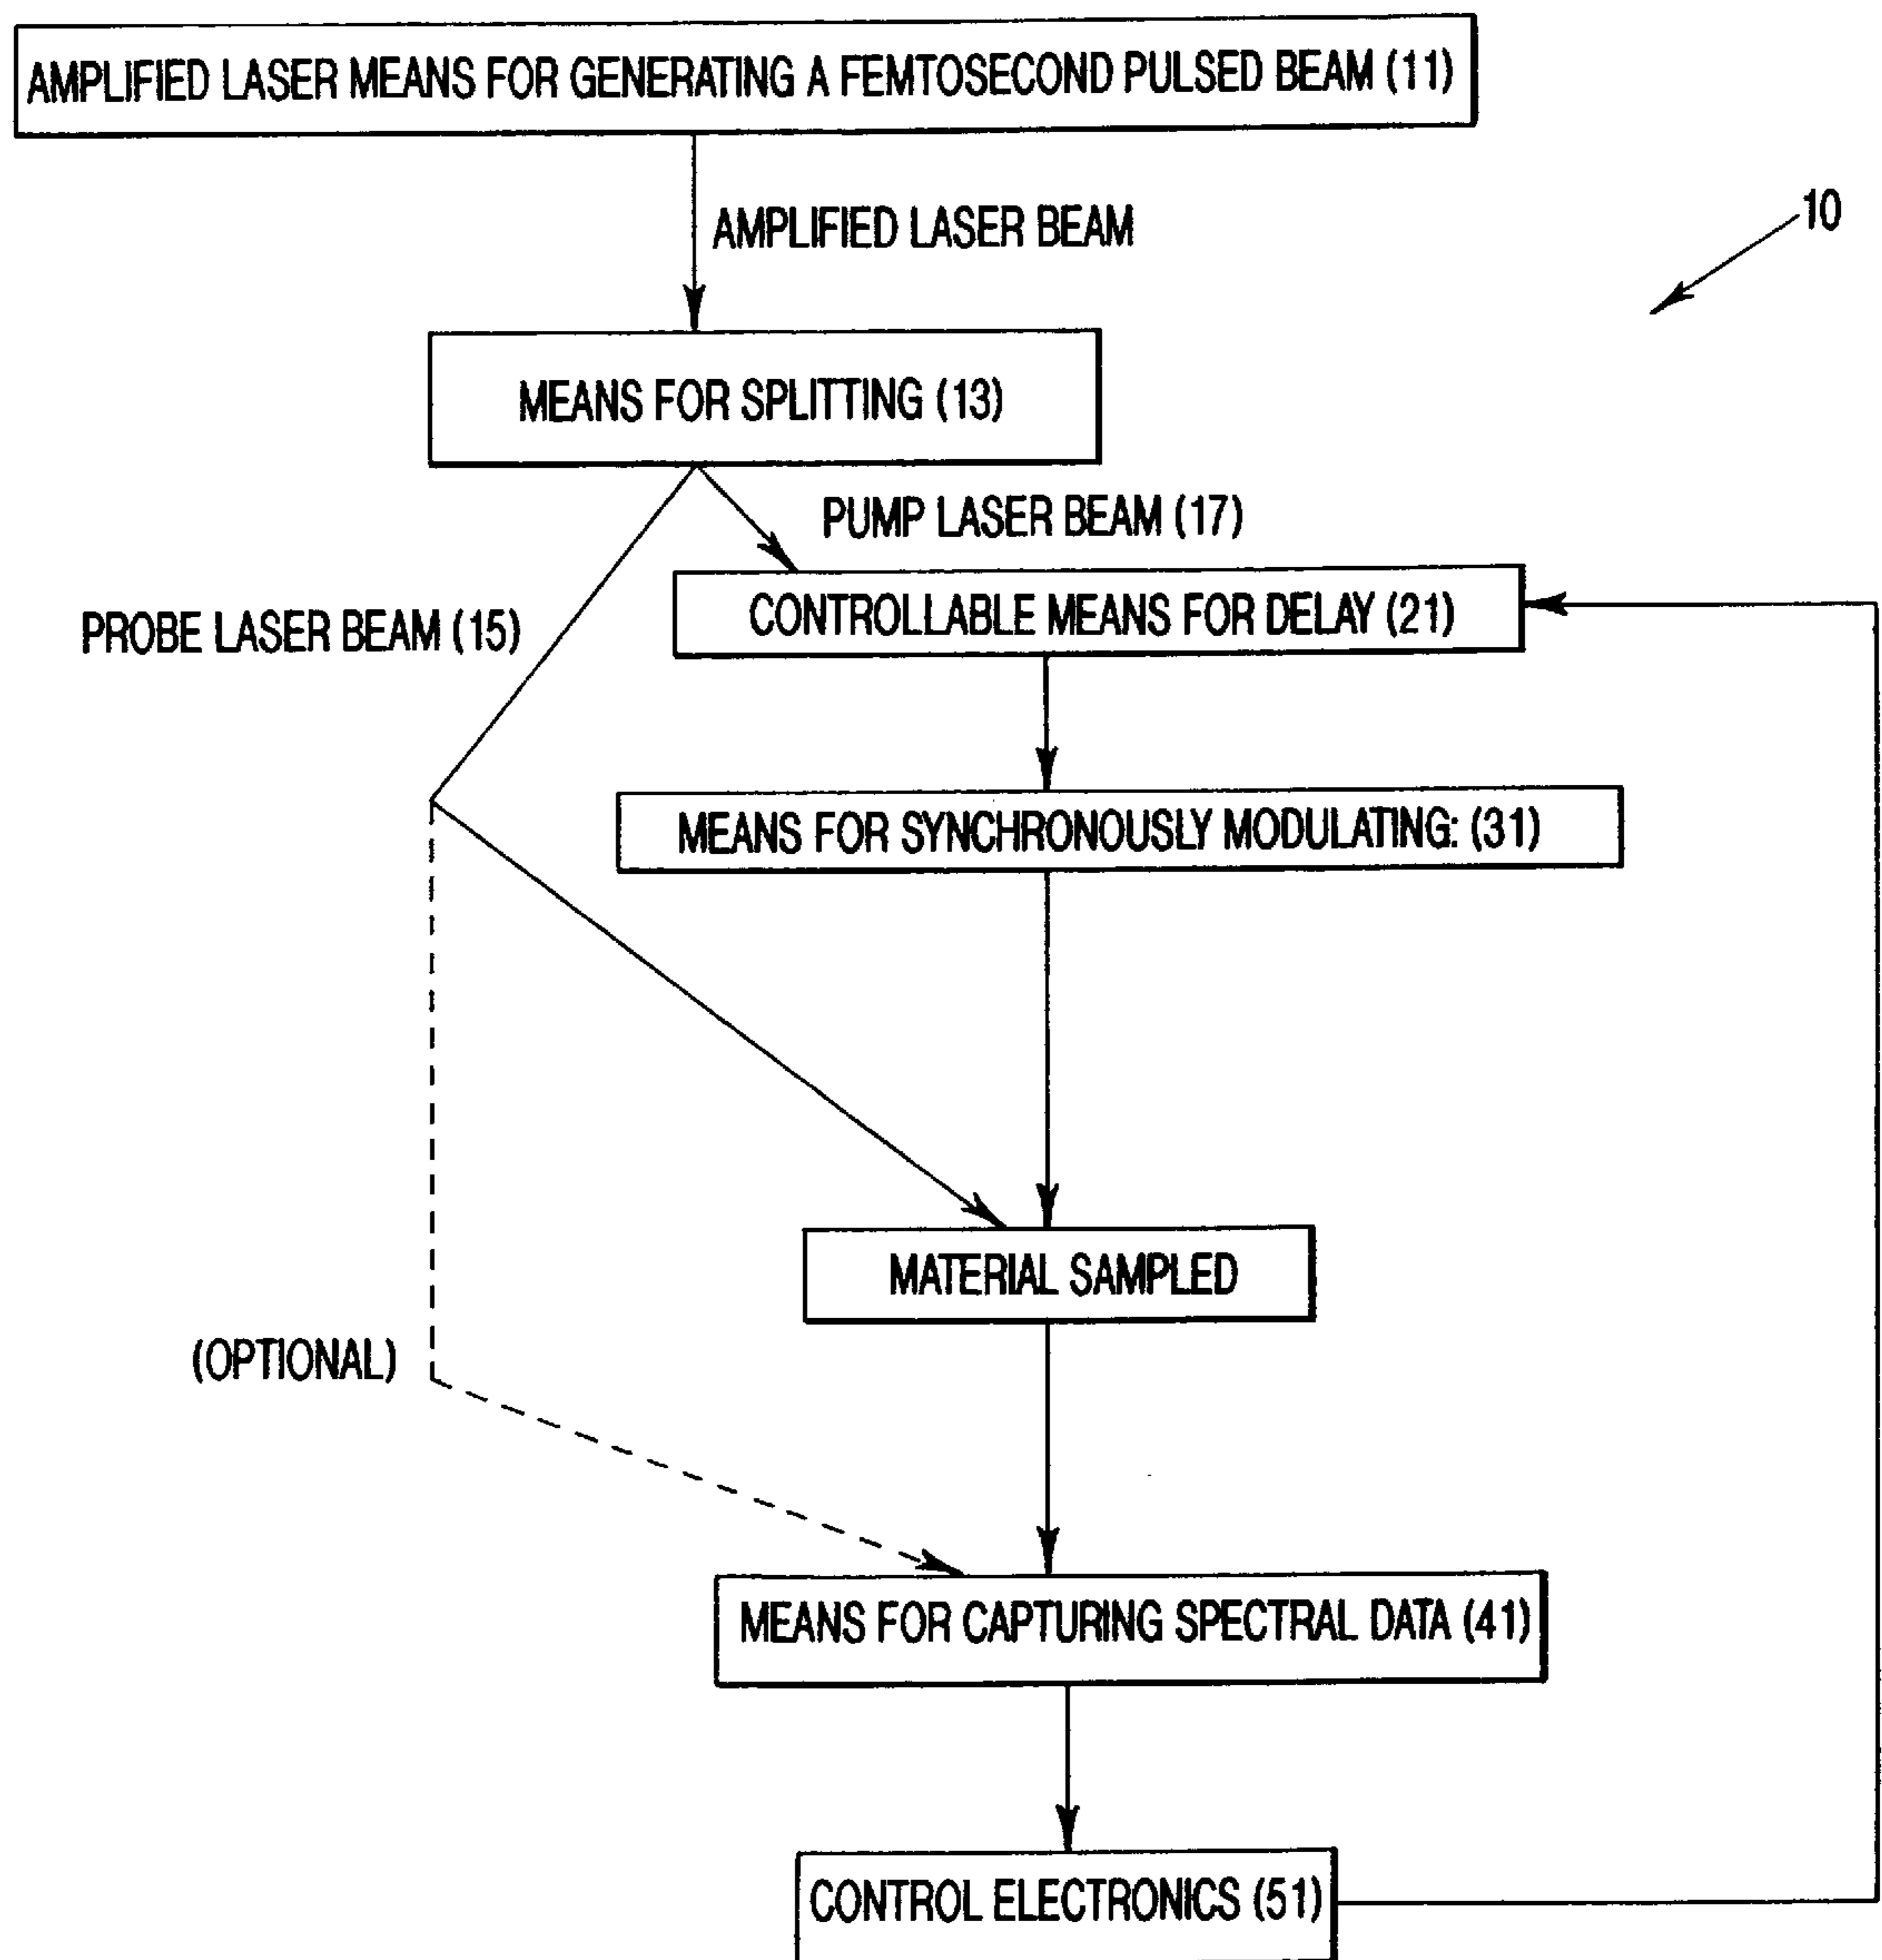 AMPLIFIED LASER MEANS FOR GENERATING A FEMTOSECOND PULSED BEAM (11)
AMPLIFIED LASER BEAM
10
MEANS FOR SPLITTING (13)
PUMP LASER BEAM (17)
CONTROLLABLE MEANS FOR DELAY (21)
PROBE LASER BEAM (15)
MEANS FOR SYNCHRONOUSLY MODULATING: (31)
MATERIAL SAMPLED
(OPTIONAL)
MEANS FOR CAPTURING SPECTRAL DATA (41)
CONTROL ELECTRONICS (51)